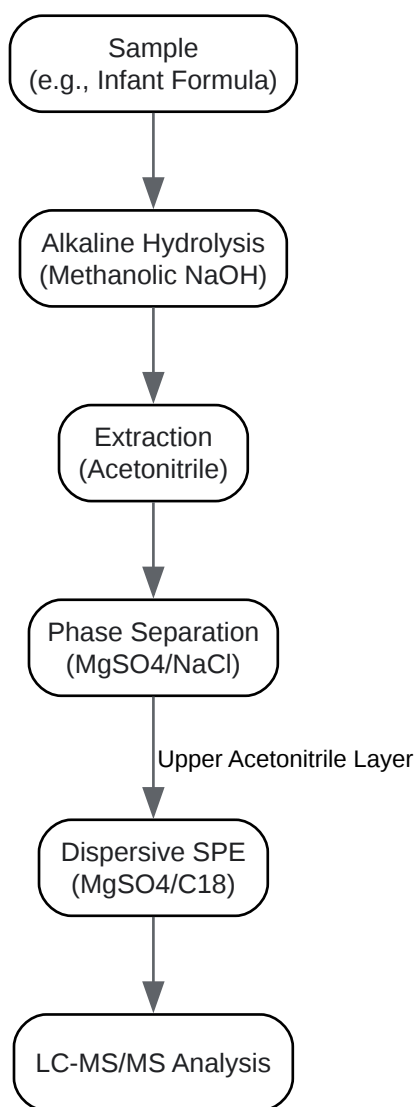 Sample
(e.g., Infant Formula)
Alkaline Hydrolysis
(Methanolic NaOH)
Extraction
(Acetonitrile)
Phase Separation
(MgSO4/NaCl)
Upper Acetonitrile Layer
Dispersive SPE
(MgSO4/C18)
LC-MS/MS Analysis